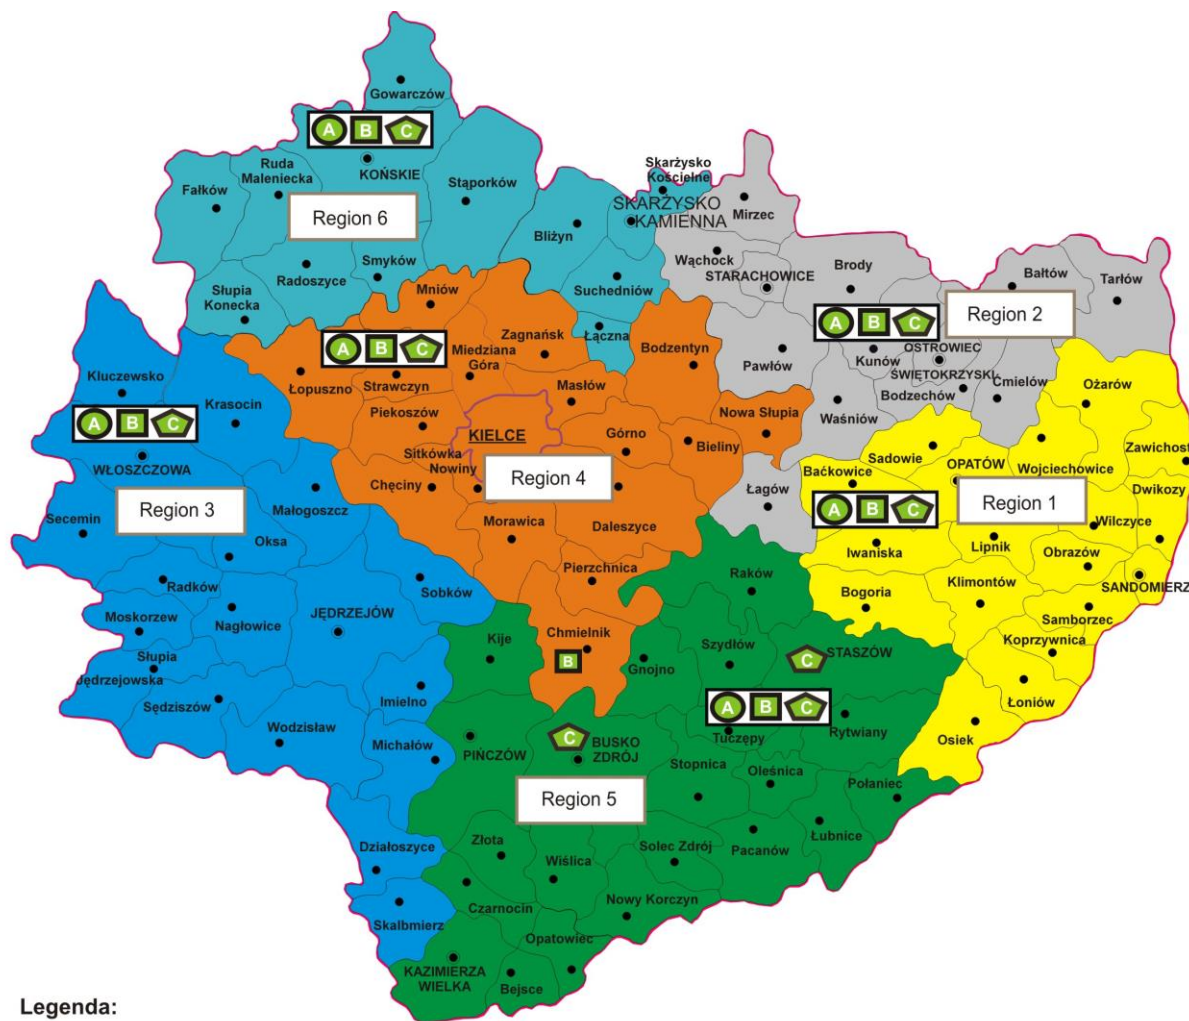 Gowarczów
A B C
KOŃSKIE
Ruda
Maleniecka
Fałków
Stąporków
Region 6
Smyków
Radoszyce
Słupia
Konecka
Skarżysko
Kościelne
SKARŻYSKO
KAMIENNA
Bliżyn
Suchedniów
Łączna
Mirzec
Wąchock
STARACHOWICE
Brody
Bałtów
Tarłów
Region 2
A B C
Kunów
OSTROWIEC
ŚWIĘTOKRZYSKI
Bodzechów
Ćmielów
Pawłów
Waśniów
Łagów
Mniów
Zagnańsk
Bodzentyn
A B C
Miedziana
Góra
Łopuszno
Strawczyn
Masłów
Piekoszów
KIELCE
Górno
Bieliny
Nowa Słupia
Sitkówka
Nowiny
Chęciny
Region 4
Morawica
Daleszyce
Pierzchnica
Chmielnik
B
Kluczewsko
Krasocin
A B C
WŁOSZCZOWA
Region 3
Małogoszcz
Secemin
Oksa
Radków
Sobków
Moskorzew
Nagłowice
JĘDRZEJÓW
Słupia
Jędrzejowska
Sędziszów
Imielno
Wodzisław
Michałów
Działoszyce
Skalbmierz
Ożarów
Zawichost
Sadowie
OPATÓW
Wojciechowice
Baćkowice
Dwikozy
A B C
Region 1
Wilczyce
Iwaniska
Lipnik
Obrazów
Klimontów
SANDOMIERZ
Bogoria
Samborzec
Koprzywnica
Łoniów
Osiek
Raków
Kije
Szydłów
C
STASZÓW
Gnojno
A B C
Tuczępy
Rytwiany
C
BUSKO
ZDRÓJ
PIŃCZÓW
Stopnica
Oleśnica
Połaniec
Region 5
Łubnice
Pacanów
Solec Zdrój
Złota
Wiślica
Czarnocin
Nowy Korczyn
Opatowiec
KAZIMIERZA
WIELKA
Bejsce
Legenda: